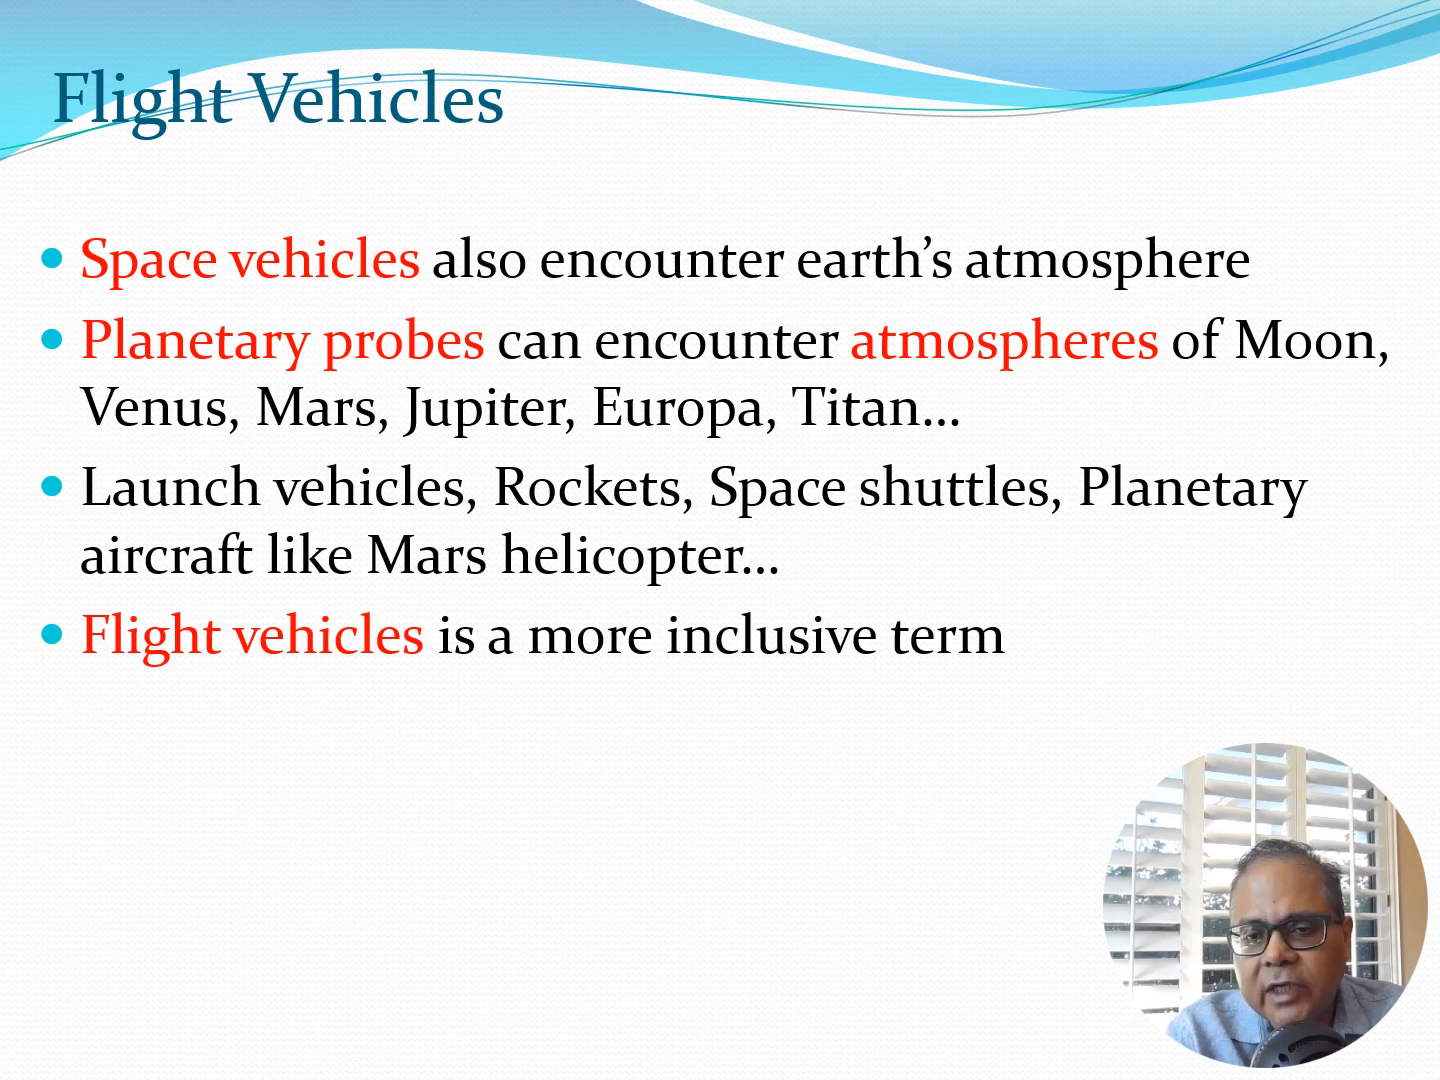 Flight Vehicles
• Space vehicles also encounter earth’s atmosphere
• Planetary probes can encounter atmospheres of Moon,
Venus, Mars, Jupiter, Europa, Titan…
• Launch vehicles, Rockets, Space shuttles, Planetary
aircraft like Mars helicopter…
• Flight vehicles is a more inclusive term